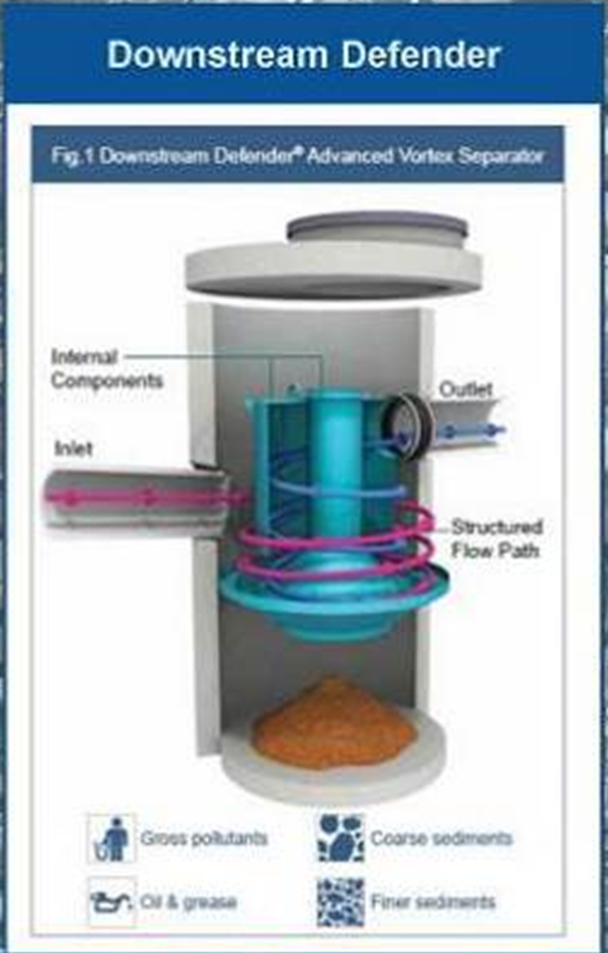 Downstream Defender
Fig.1 Downstream Defender® Advanced Vortex Separator
Internal
Components
Outlet
Inlet
Structured
Flow Path
Gross pollutants
Coarse sediments
Oil & grease
Finer sediments